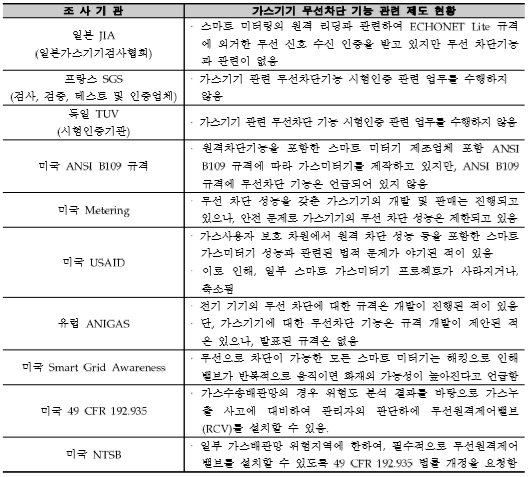 조 사 기 관
가스기기 무선차단 기능 관련 제도 현황
일본 JIA
(일본가스기기검사협회)
· 스마트 미터링의 원격 리딩과 관련하여 ECHONET Lite 규격
에 의거한 무선 신호 수신 인증을 받고 있지만 무선 차단기능
과 관련이 없음
프랑스 SGS
(검사, 검증, 테스트 및 인증업체)
· 가스기기 관련 무선차단기능 시험인증 관련 업무를 수행하지
않음
독일 TUV
(시험인증기관)
· 가스기기 관련 무선차단 기능 시험인증 관련 업무를 수행하지 않음
미국 ANSI B109 규격
· 원격차단기능을 포함한 스마트 미터기 제조업체 포함 ANSI
B109 규격에 따라 가스미터기를 제작하고 있지만, ANSI B109
규격에 무선차단 기능은 언급되어 있지 않음
미국 Metering
· 무선 차단 성능을 갖춘 가스기기의 개발 및 판매는 진행되고
있으나, 안전 문제로 가스기기의 무선 차단 성능은 제한되고 있음
미국 USAID
· 가스사용자 보호 차원에서 원격 차단 성능 등을 포함한 스마트
가스미터기 성능과 관련된 법적 문제가 야기된 적이 있음
· 이로 인해, 일부 스마트 가스미터기 프로젝트가 사라지거나,
축소됨
유럽 ANIGAS
· 전기 기기의 무선 차단에 대한 규격은 개발이 진행된 적이 있음
· 단, 가스기기에 대한 무선차단 기능은 규격 개발이 제안된 적
은 있으나, 발표된 규격은 없음
미국 Smart Grid Awareness
· 무선으로 차단이 가능한 모든 스마트 미터기는 해킹으로 인해
밸브가 반복적으로 움직이면 화재의 가능성이 높아진다고 언급함
미국 49 CFR 192.935
· 가스수송배관망의 경우 위험도 분석 결과를 바탕으로 가스누
출 사고에 대비하여 관리자의 판단하에 무선원격제어밸브
(RCV)를 설치할 수 있음.
미국 NTSB
· 일부 가스배관망 위험지역에 한하여, 필수적으로 무선원격제어
밸브를 설치할 수 있도록 49 CFR 192.935 법률 개정을 요청함